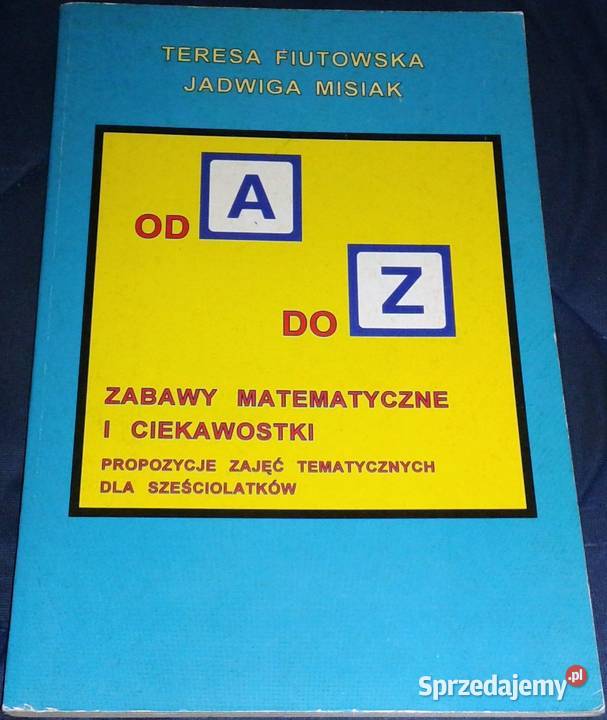 TERESA FIUTOWSKA
JADWIGA MISIAK
OD A
DO Z
ZABAWY MATEMATYCZNE
I CIEKAWOSTKI
PROPOZYCJE ZAJĘĆ TEMATYCZNYCH
DLA SZEŚCIOLATKÓW
Sprzedajemy.pl